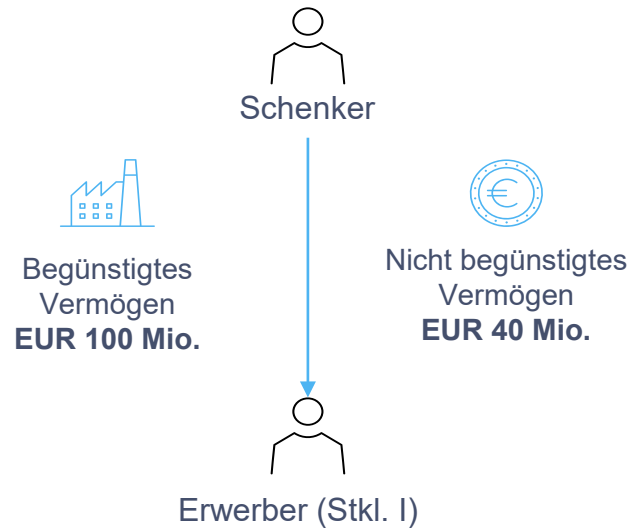 Schenker
Begünstigtes
Vermögen
EUR 100 Mio.
Nicht begünstigtes
Vermögen
EUR 40 Mio.
Erwerber (Stkl. I)